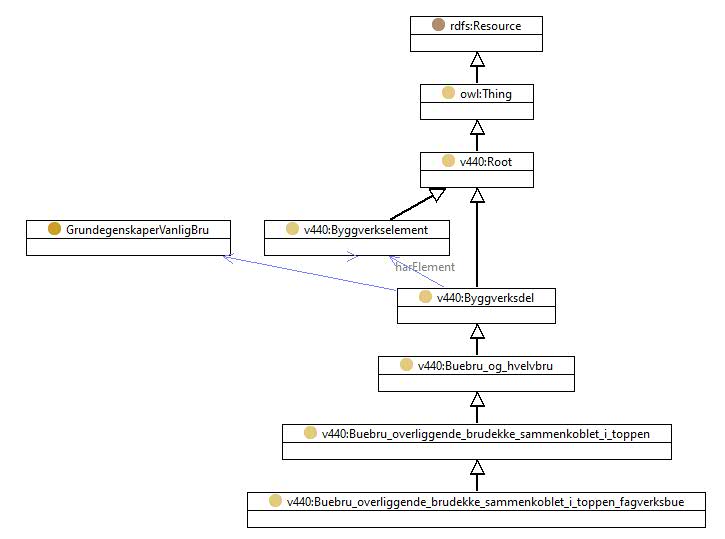 rdfs:Resource
owl:Thing
v440:Root
GrundegenskaperVanligBru
v440:Byggverkselement
harElement
v440:Byggverksdel
v440:Buebru_og_hvelvbru
v440:Buebru_overliggende_brudekke_sammenkoblet_i_toppen
v440:Buebru_overliggende_brudekke_sammenkoblet_i_toppen_fagverksbue